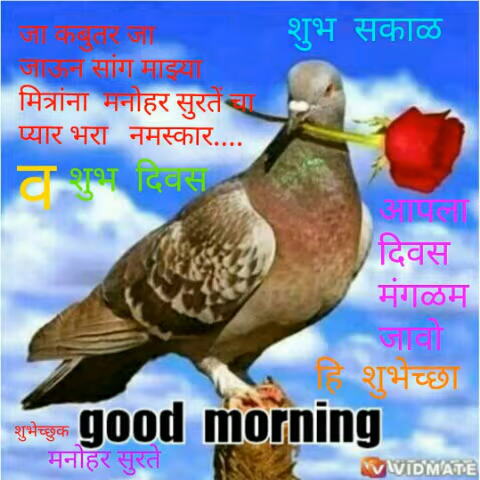 शुभ सकाळ
जा कबुतर जा
जाऊन सांग माझ्या
मित्रांना मनोहर सुरतें चा
प्यार भरा नमस्कार....
व शुभ दिवस
आपला
दिवस
मंगळम
जावो
हि शुभेच्छा
good morning
शुभेच्छुक
मनोहर सुरते
VIDMATE